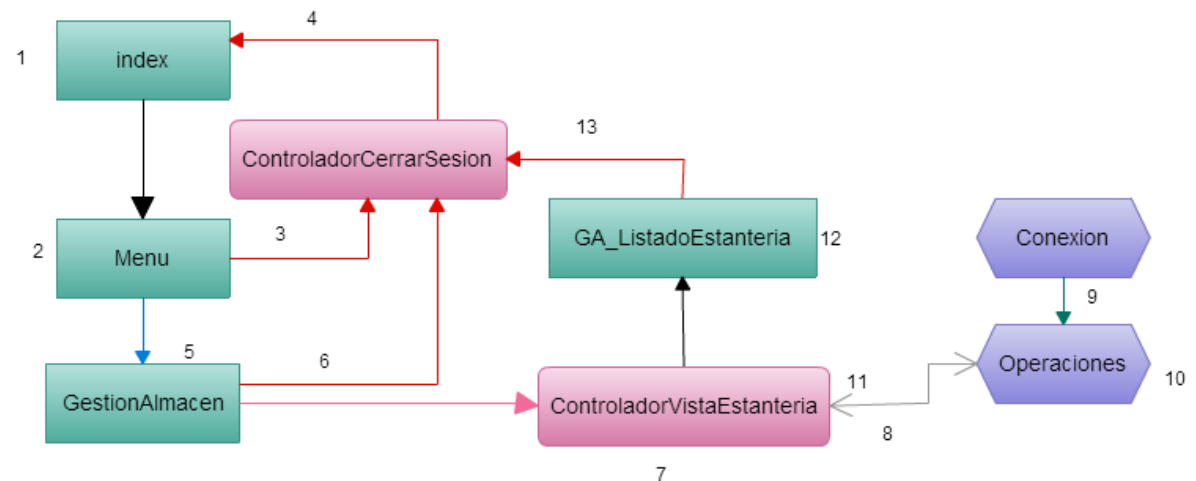 4
1
index
13
ControladorCerrarSesion
2
Menu
3
GA_ListadoEstanteria
12
Conexion
9
5
6
GestionAlmacen
ControladorVistaEstanteria
11
Operaciones
10
8
7